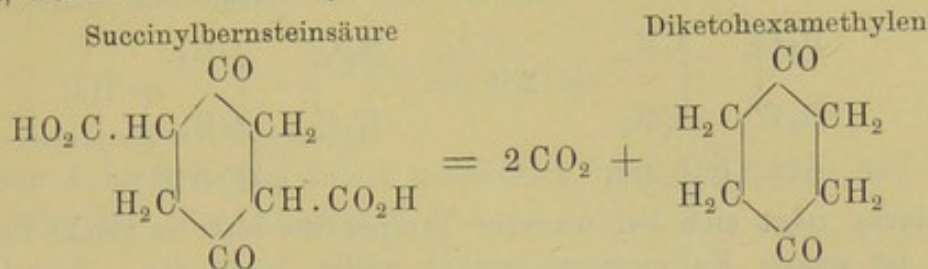 Succinylbernsteinsäure Diketohexamethylen
CO CO
HO₂C.HC CH₂ H₂C CH₂
= 2CO₂ +
H₂C CH.CO₂H H₂C CH₂
CO CO